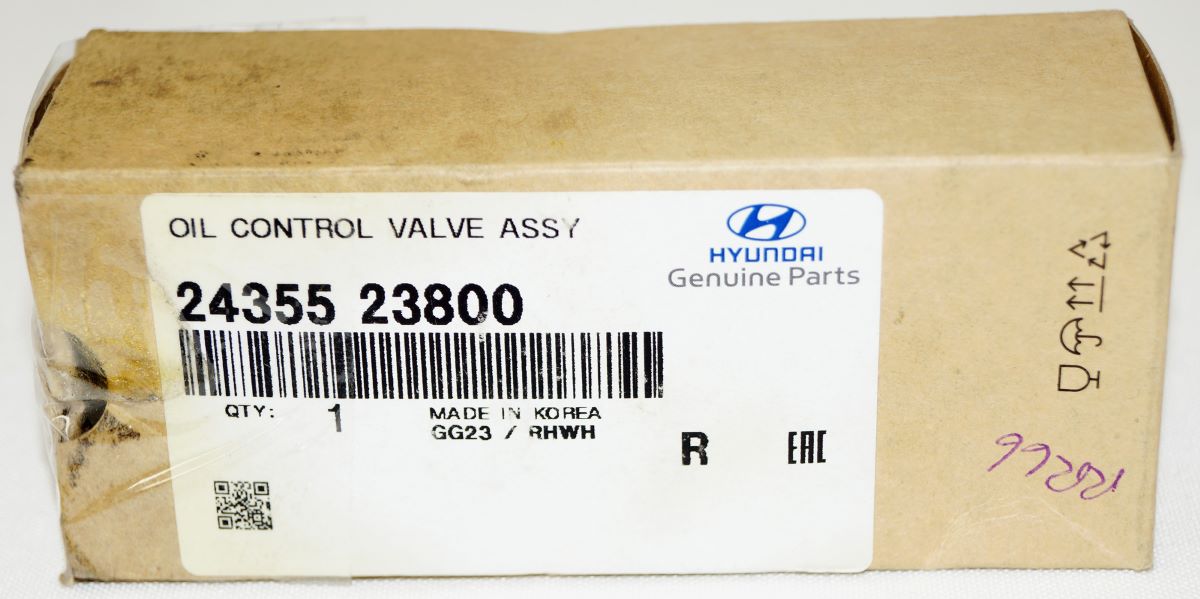 OIL CONTROL VALVE ASSY
HYUNDAI
Genuine Parts
24355 23800
QTY: 1
MADE IN KOREA
GG23 / RHWH
R
EAC